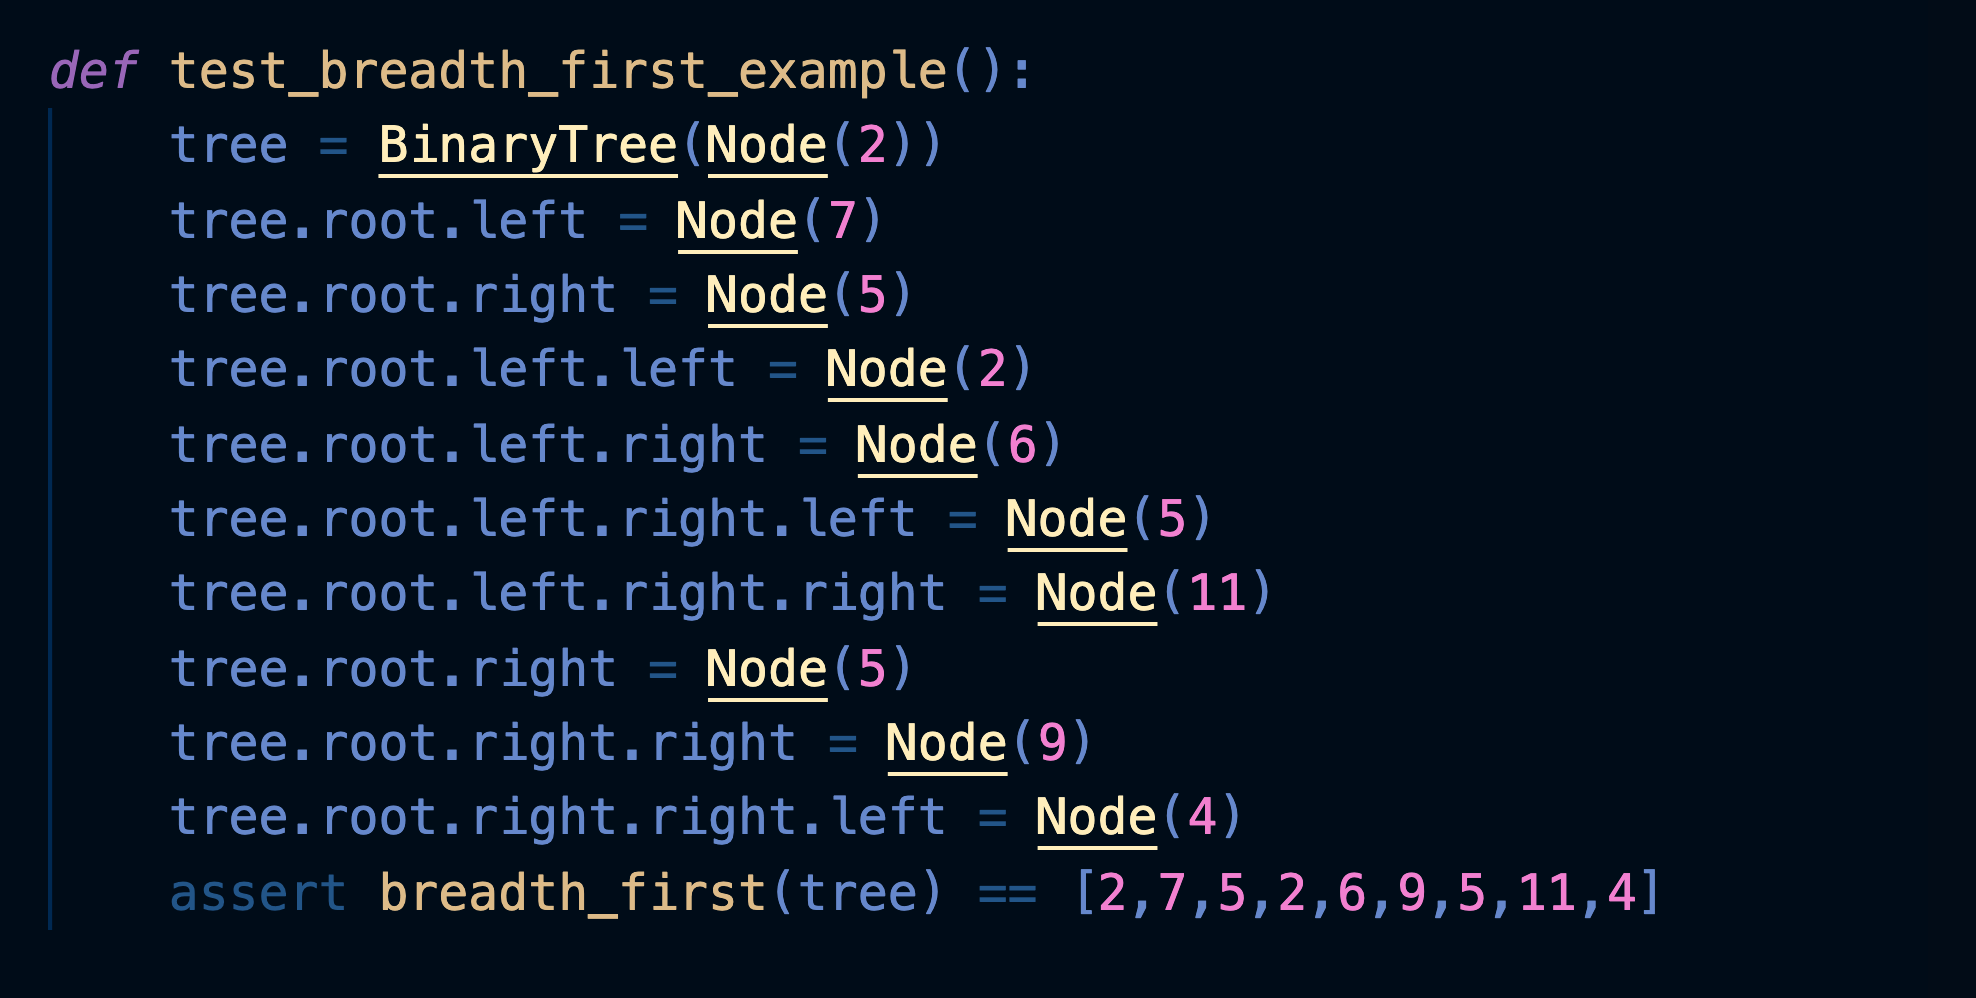 def test_breadth_first_example():
    tree = BinaryTree(Node(2))
    tree.root.left = Node(7)
    tree.root.right = Node(5)
    tree.root.left.left = Node(2)
    tree.root.left.right = Node(6)
    tree.root.left.right.left = Node(5)
    tree.root.left.right.right = Node(11)
    tree.root.right = Node(5)
    tree.root.right.right = Node(9)
    tree.root.right.right.left = Node(4)
    assert breadth_first(tree) == [2,7,5,2,6,9,5,11,4]